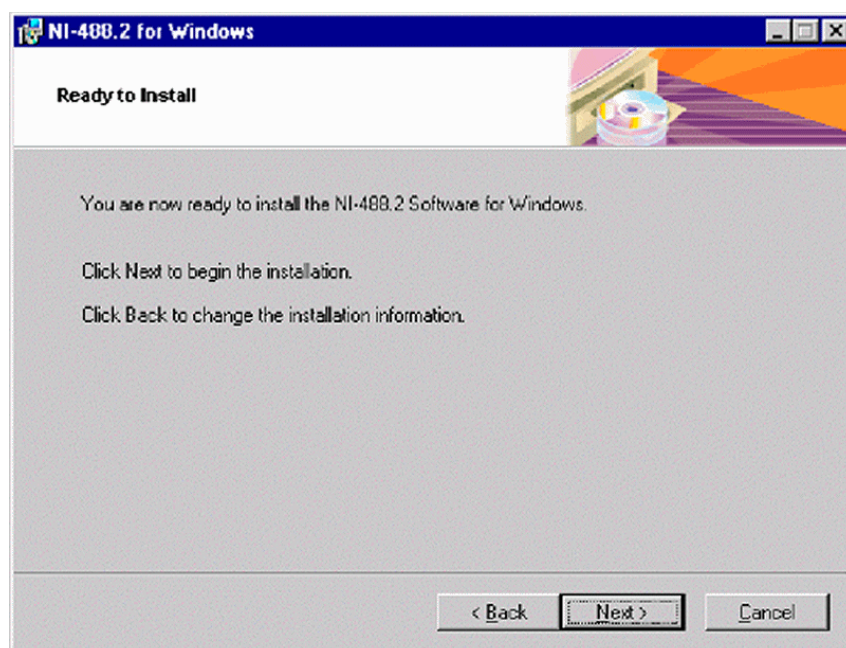 NI-488.2 for Windows
Ready to Install
You are now ready to install the NI-488.2 Software for Windows.
Click Next to begin the installation.
Click Back to change the installation information.
< Back
Next >
Cancel